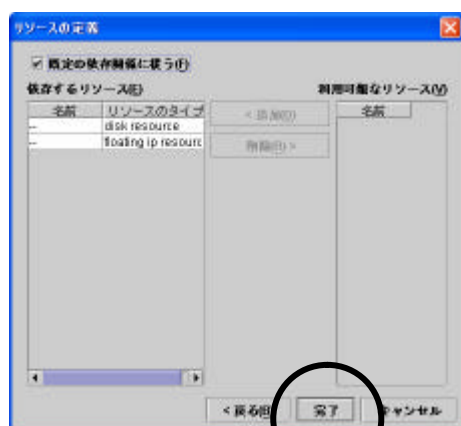 リソースの定義
既定の依存関係に従う(F)
依存するリソース(E)
利用可能なリソース(V)
名前 リソースのタイプ
< 追加(D)
名前
-- disk resource
-- floating ip resourc
削除(R) >
< 戻る(B) 完了 キャンセル